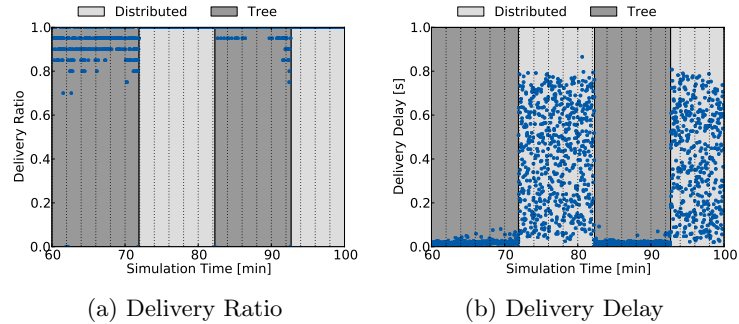 Distributed Tree
1.0
0.8
0.6
0.4
0.2
0.0
Delivery Ratio
60 70 80 90 100
Simulation Time [min]
(a) Delivery Ratio
Distributed Tree
1.0
0.8
0.6
0.4
0.2
0.0
Delivery Delay [s]
60 70 80 90 100
Simulation Time [min]
(b) Delivery Delay